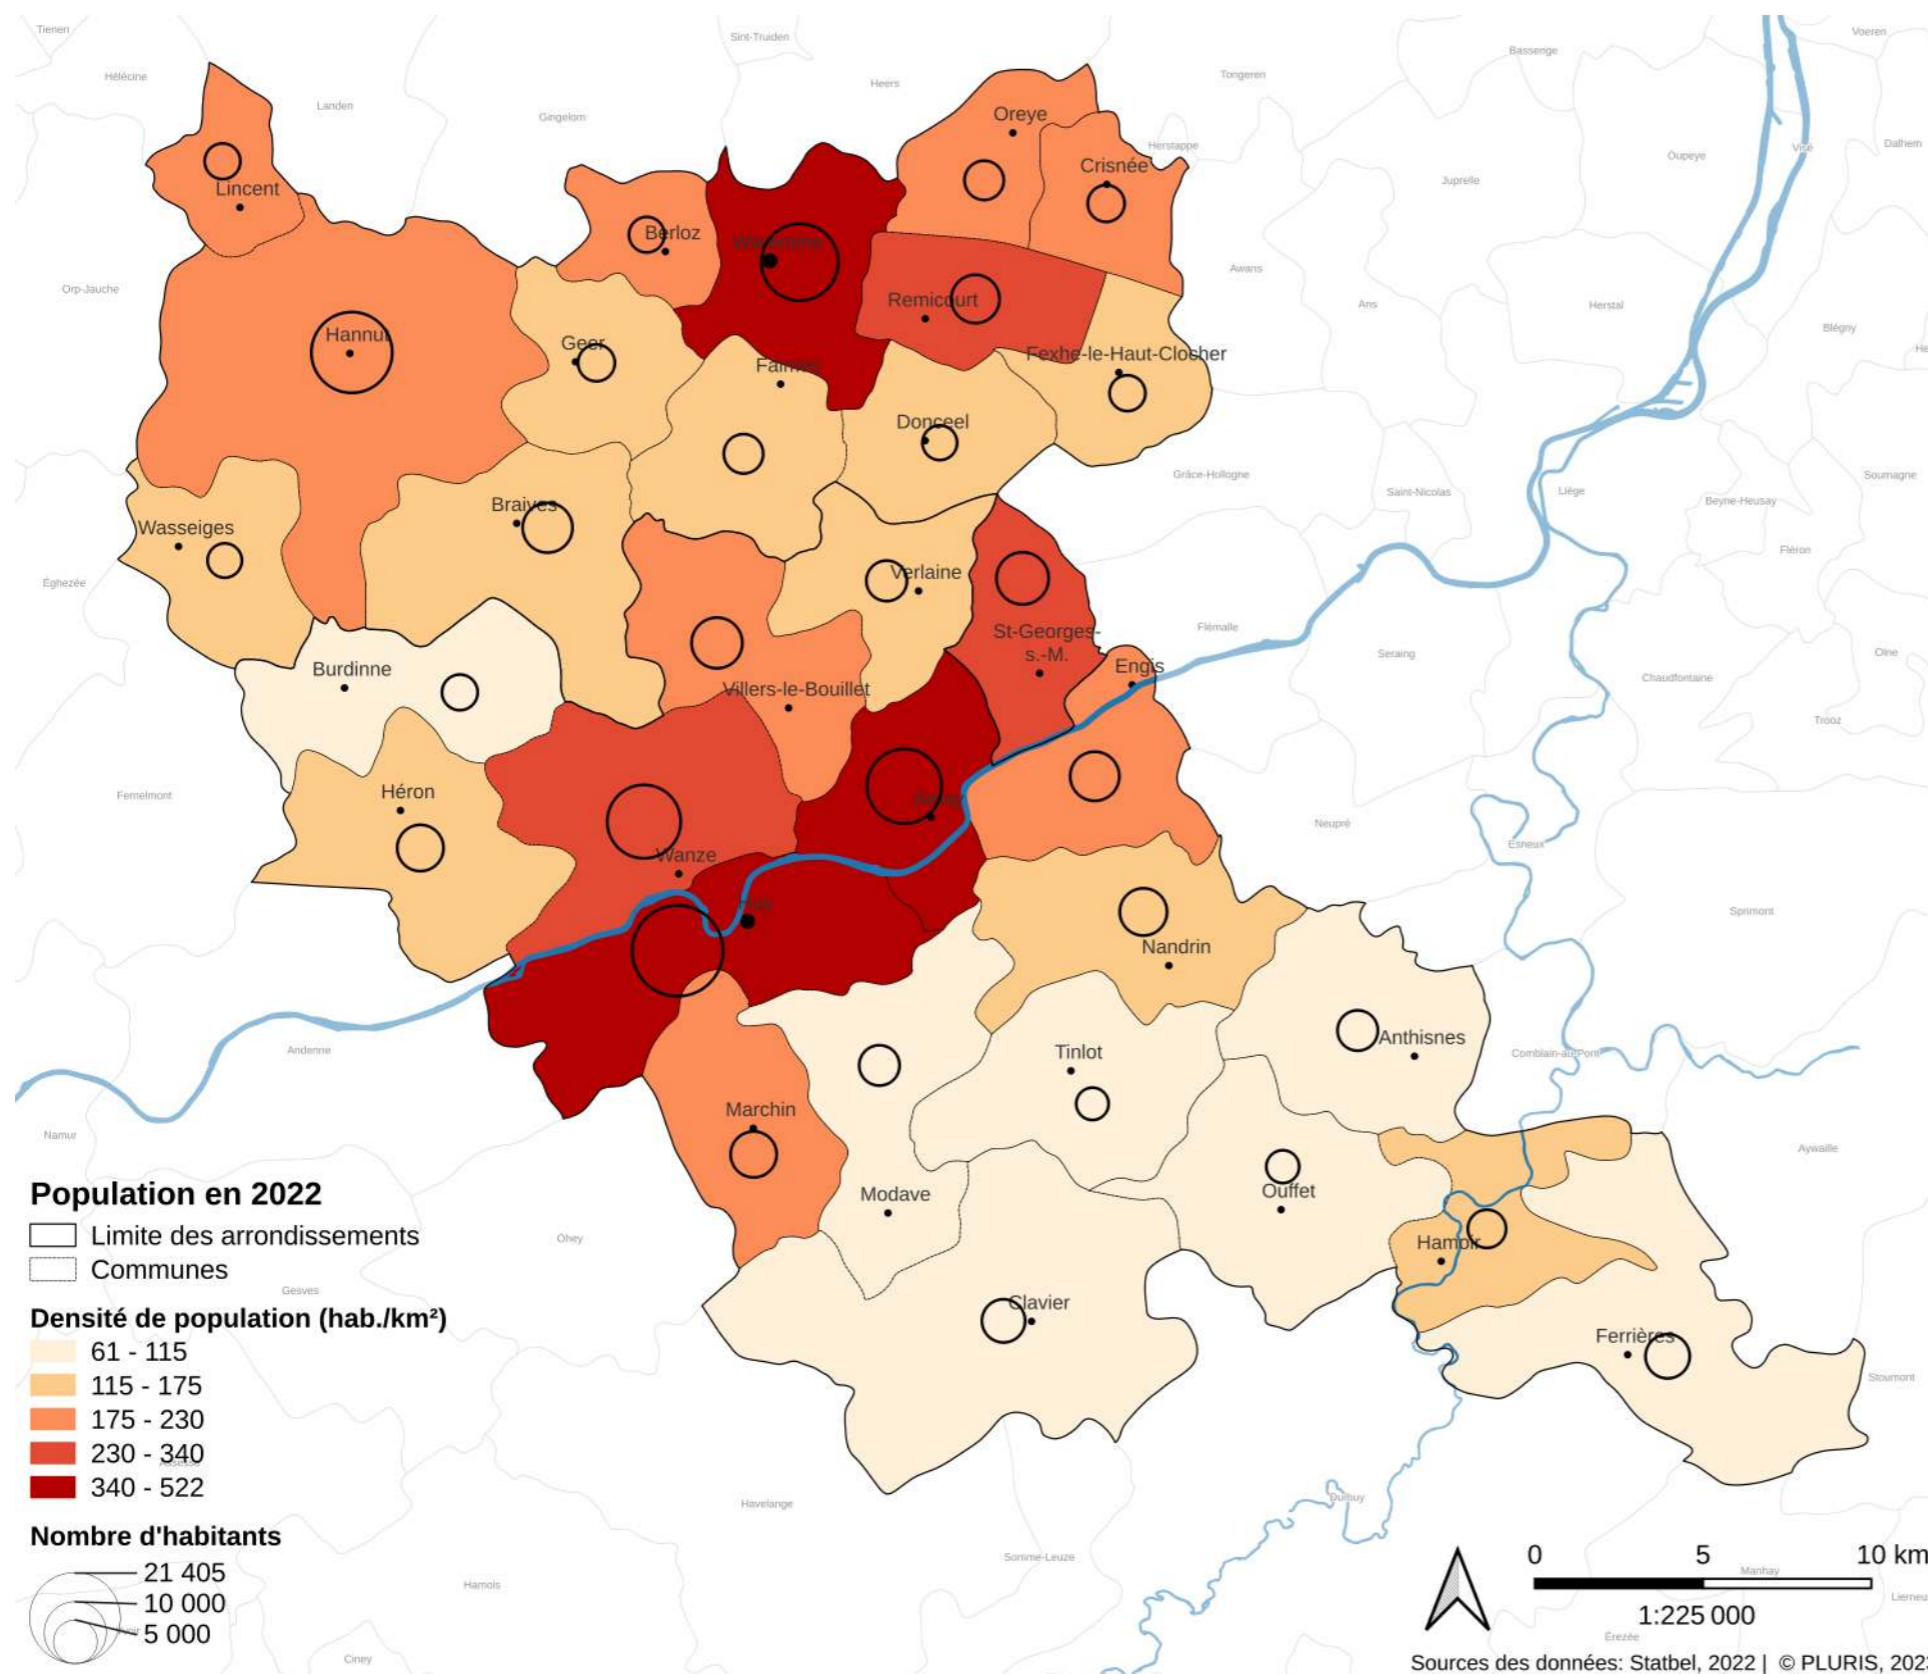 Tienen
Sint-Truiden
Voeren
Bassenge
Hélécine
Heers
Tongeren
Landen
Gingelom
Oreye
Herstappe
Oupeye
Visé
Dalhem
Crisnée
Juprelle
Lincent
Berloz
Waremme
Awans
Orp-Jauche
Remicourt
Ans
Herstal
Blégny
Hannut
Geer
Faimes
Fexhe-le-Haut-Clocher
Donceel
Grâce-Hollogne
Saint-Nicolas
Liège
Beyne-Heusay
Soumagne
Braives
Wasseiges
Fléron
Éghezée
Verlaine
St-Georges-
s.-M.
Flémalle
Seraing
Olne
Burdinne
Engis
Chaudfontaine
Villers-le-Bouillet
Trooz
Fernelmont
Héron
Amay
Neupré
Esneux
Wanze
Huy
Sprimont
Nandrin
Andenne
Tinlot
Anthisnes
Comblain-au-Pont
Marchin
Namur
Aywaille
Modave
Ouffet
Ohey
Hamoir
Gesves
Clavier
Ferrières
Stoumont
Population en 2022
Limite des arrondissements
Communes
Densité de population (hab./km²)
61 - 115
115 - 175
175 - 230
230 - 340
Assesse
340 - 522
Havelange
Durbuy
Nombre d'habitants
21 405
10 000
5 000
Somme-Leuze
Hamois
Ciney
0 5 10 km
Manhay
1:225 000
Érezée
Sources des données: Statbel, 2022 | © PLURIS, 202